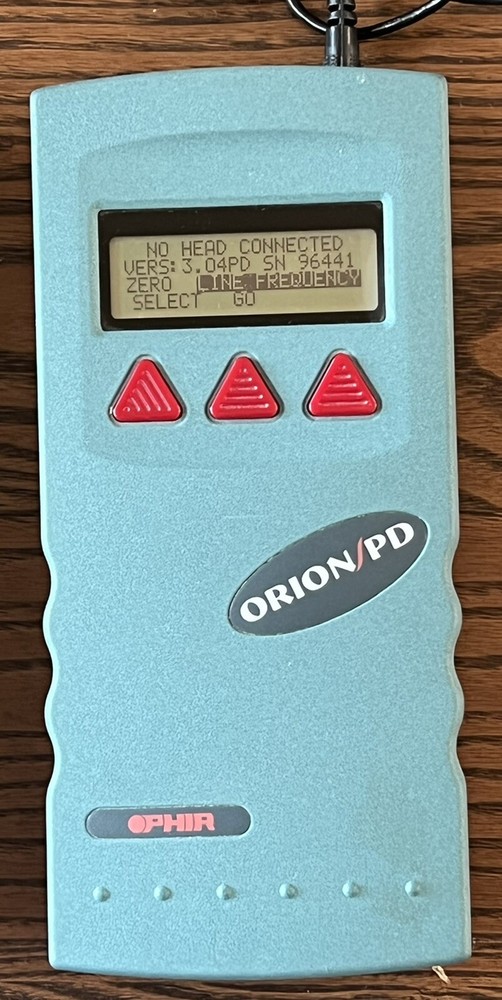 NO HEAD CONNECTED
VERS: 3.04PD SN 96441
ZERO LINE FREQUENCY
SELECT GO
ORION/PD
OPHIR